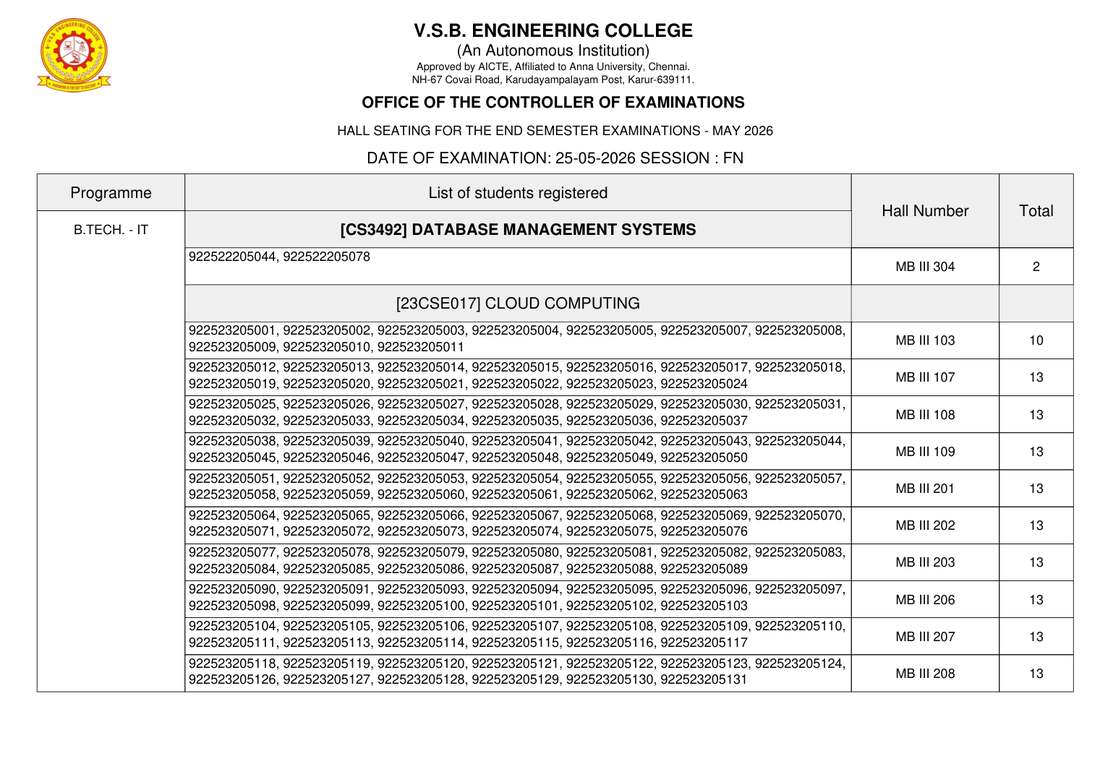 V.S.B. ENGINEERING COLLEGE
(An Autonomous Institution)
Approved by AICTE, Affiliated to Anna University, Chennai.
NH-67 Covai Road, Karudayampalayam Post, Karur-639111.
OFFICE OF THE CONTROLLER OF EXAMINATIONS
HALL SEATING FOR THE END SEMESTER EXAMINATIONS - MAY 2026
DATE OF EXAMINATION: 25-05-2026 SESSION : FN
Programme List of students registered Hall Number Total
B.TECH. - IT [CS3492] DATABASE MANAGEMENT SYSTEMS
922522205044, 922522205078 MB III 304 2
[23CSE017] CLOUD COMPUTING
922523205001, 922523205002, 922523205003, 922523205004, 922523205005, 922523205007, 922523205008,
922523205009, 922523205010, 922523205011 MB III 103 10
922523205012, 922523205013, 922523205014, 922523205015, 922523205016, 922523205017, 922523205018,
922523205019, 922523205020, 922523205021, 922523205022, 922523205023, 922523205024 MB III 107 13
922523205025, 922523205026, 922523205027, 922523205028, 922523205029, 922523205030, 922523205031,
922523205032, 922523205033, 922523205034, 922523205035, 922523205036, 922523205037 MB III 108 13
922523205038, 922523205039, 922523205040, 922523205041, 922523205042, 922523205043, 922523205044,
922523205045, 922523205046, 922523205047, 922523205048, 922523205049, 922523205050 MB III 109 13
922523205051, 922523205052, 922523205053, 922523205054, 922523205055, 922523205056, 922523205057,
922523205058, 922523205059, 922523205060, 922523205061, 922523205062, 922523205063 MB III 201 13
922523205064, 922523205065, 922523205066, 922523205067, 922523205068, 922523205069, 922523205070,
922523205071, 922523205072, 922523205073, 922523205074, 922523205075, 922523205076 MB III 202 13
922523205077, 922523205078, 922523205079, 922523205080, 922523205081, 922523205082, 922523205083,
922523205084, 922523205085, 922523205086, 922523205087, 922523205088, 922523205089 MB III 203 13
922523205090, 922523205091, 922523205093, 922523205094, 922523205095, 922523205096, 922523205097,
922523205098, 922523205099, 922523205100, 922523205101, 922523205102, 922523205103 MB III 206 13
922523205104, 922523205105, 922523205106, 922523205107, 922523205108, 922523205109, 922523205110,
922523205111, 922523205113, 922523205114, 922523205115, 922523205116, 922523205117 MB III 207 13
922523205118, 922523205119, 922523205120, 922523205121, 922523205122, 922523205123, 922523205124,
922523205126, 922523205127, 922523205128, 922523205129, 922523205130, 922523205131 MB III 208 13